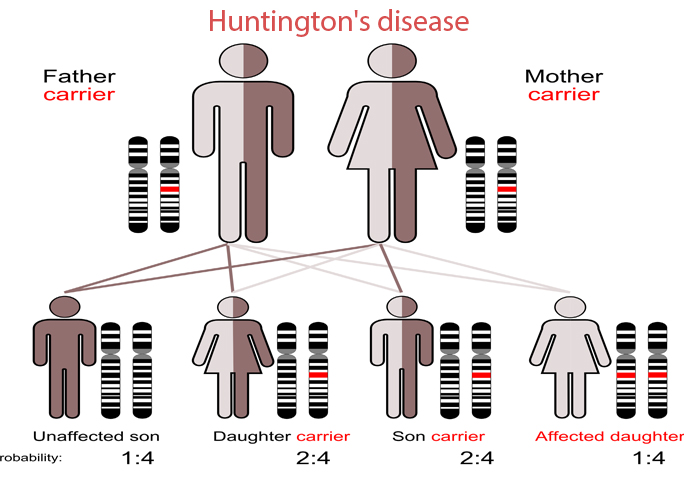 Huntington's disease
Father
carrier
Mother
carrier
Unaffected son
Daughter carrier
Son carrier
Affected daughter
robability:
1:4
2:4
2:4
1:4